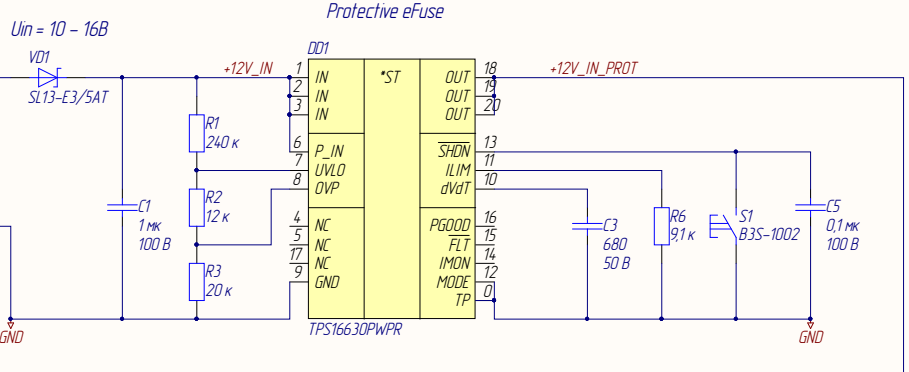 Protective eFuse
Uin = 10 – 16В
VD1
SL13-E3/5AT
+12V_IN
DD1
*ST
1 IN
2 IN
3 IN
6 P_IN
7 UVLO
8 OVP
4 NC
5 NC
17 NC
9 GND
OUT 18
OUT 19
OUT 20
SHDN 13
ILIM 11
dVdT 10
PGOOD 16
FLT 15
IMON 14
MODE 12
TP 0
TPS16630PWPR
+12V_IN_PROT
R1
240 к
R2
12 к
R3
20 к
C1
1 мк
100 В
C3
680
50 В
R6
9,1 к
S1
B3S-1002
C5
0,1 мк
100 В
GND
GND